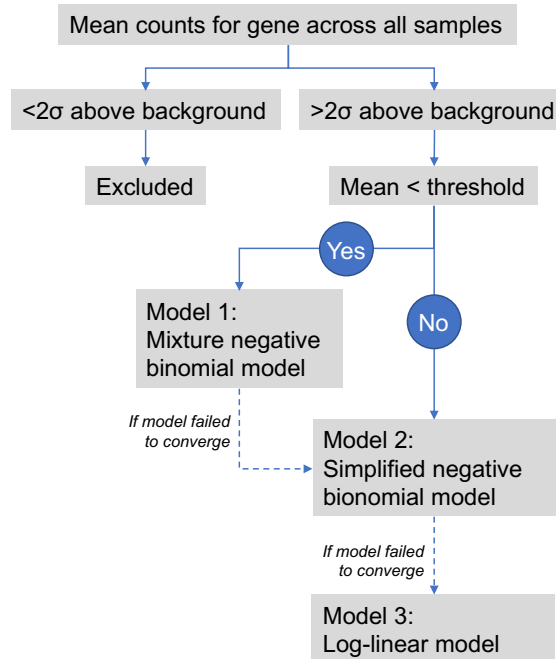 Mean counts for gene across all samples
<2σ above background
>2σ above background
Excluded
Mean < threshold
Yes
No
Model 1:
Mixture negative
binomial model
If model failed
to converge
Model 2:
Simplified negative
bionomial model
If model failed
to converge
Model 3:
Log-linear model